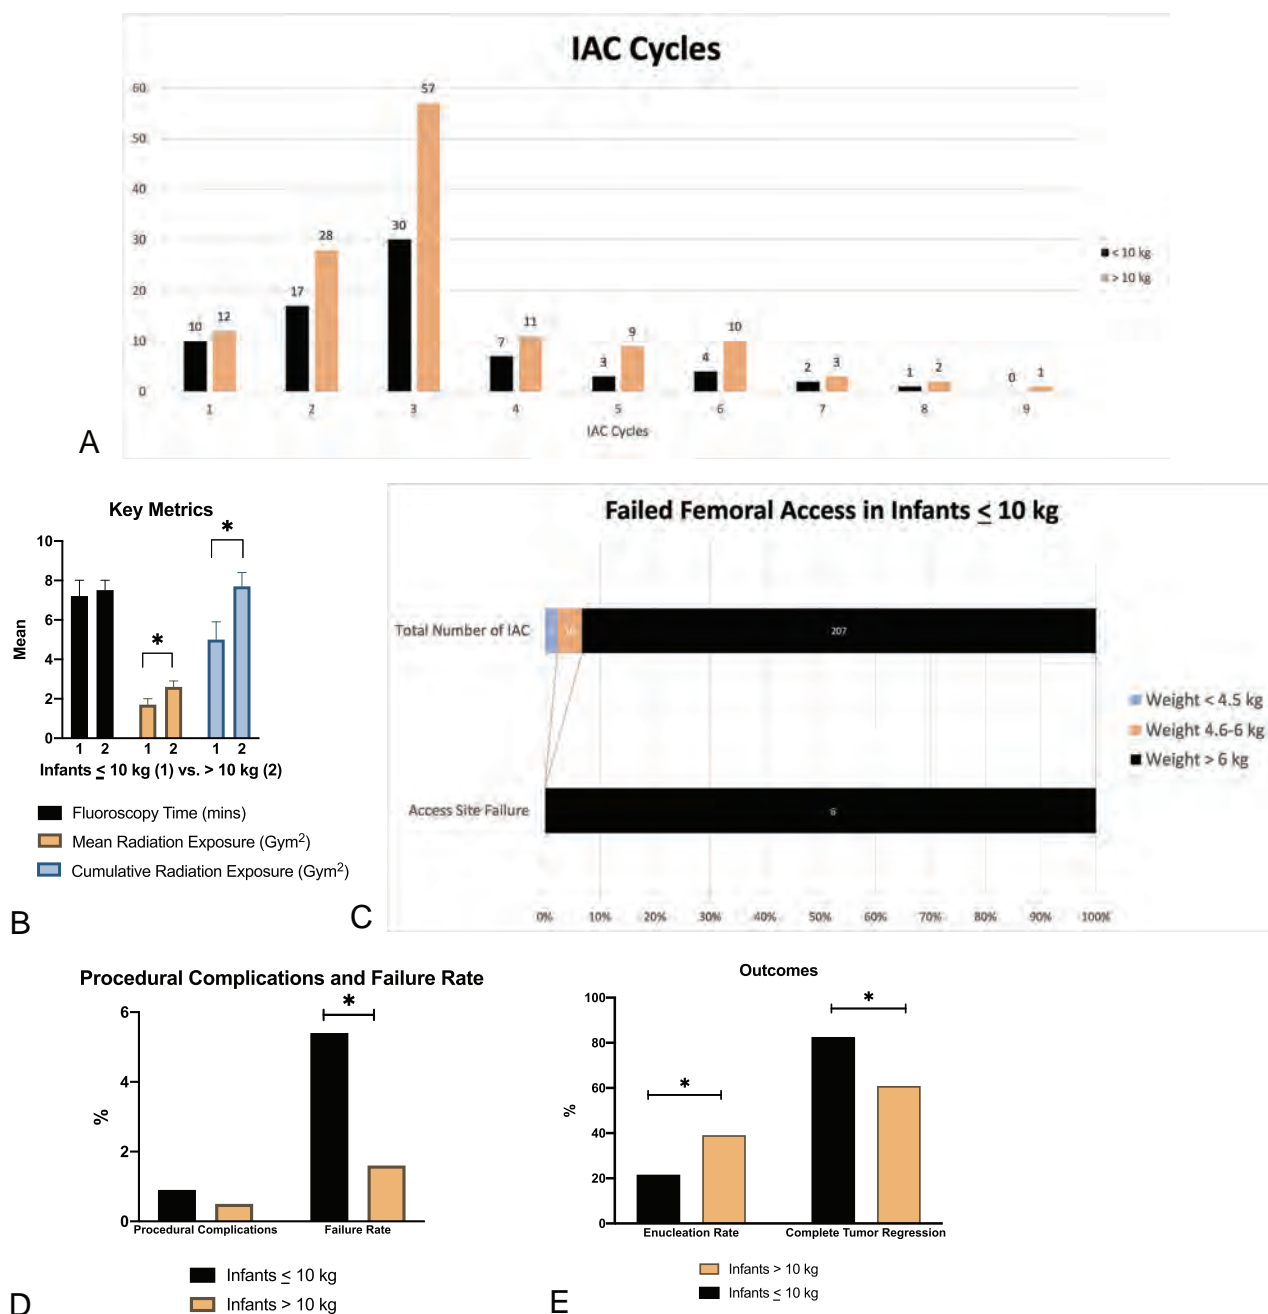 IAC Cycles
60
50
40
30
20
10
0
10 12
17 28
30 57
7 11
3 9
4 10
2 3
1 2
0 1
1 2 3 4 5 6 7 8 9
IAC Cycles
< 10 kg
> 10 kg
A
Key Metrics
10
8
6
4
2
0
Mean
*
*
1 2 1 2 1 2
Infants ≤ 10 kg (1) vs. > 10 kg (2)
Fluoroscopy Time (mins)
Mean Radiation Exposure (Gym²)
Cumulative Radiation Exposure (Gym²)
B
Failed Femoral Access in Infants ≤ 10 kg
Total Number of IAC
207
Access Site Failure
6
0% 10% 20% 30% 40% 50% 60% 70% 80% 90% 100%
Weight < 4.5 kg
Weight 4.6-6 kg
Weight > 6 kg
C
Procedural Complications and Failure Rate
6
4
2
0
%
*
Procedural Complications Failure Rate
Infants ≤ 10 kg
Infants > 10 kg
D
Outcomes
100
80
60
40
20
0
%
*
*
Enucleation Rate Complete Tumor Regression
Infants > 10 kg
Infants ≤ 10 kg
E